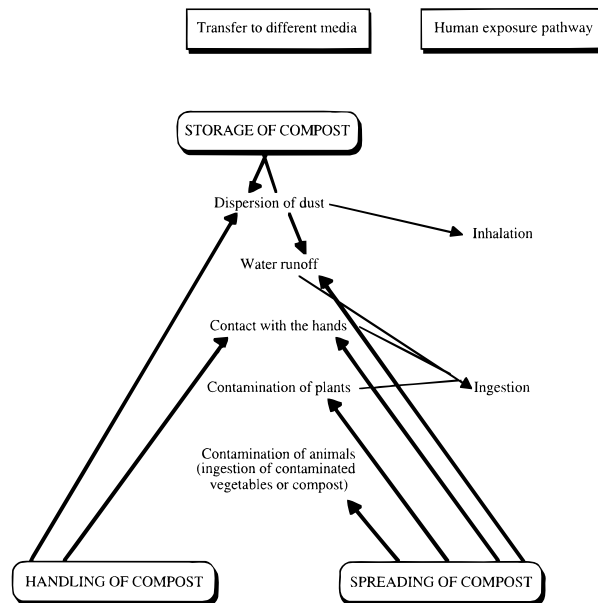 Transfer to different media
Human exposure pathway
STORAGE OF COMPOST
Dispersion of dust
Inhalation
Water runoff
Contact with the hands
Contamination of plants
Ingestion
Contamination of animals
(ingestion of contaminated
vegetables or compost)
HANDLING OF COMPOST
SPREADING OF COMPOST